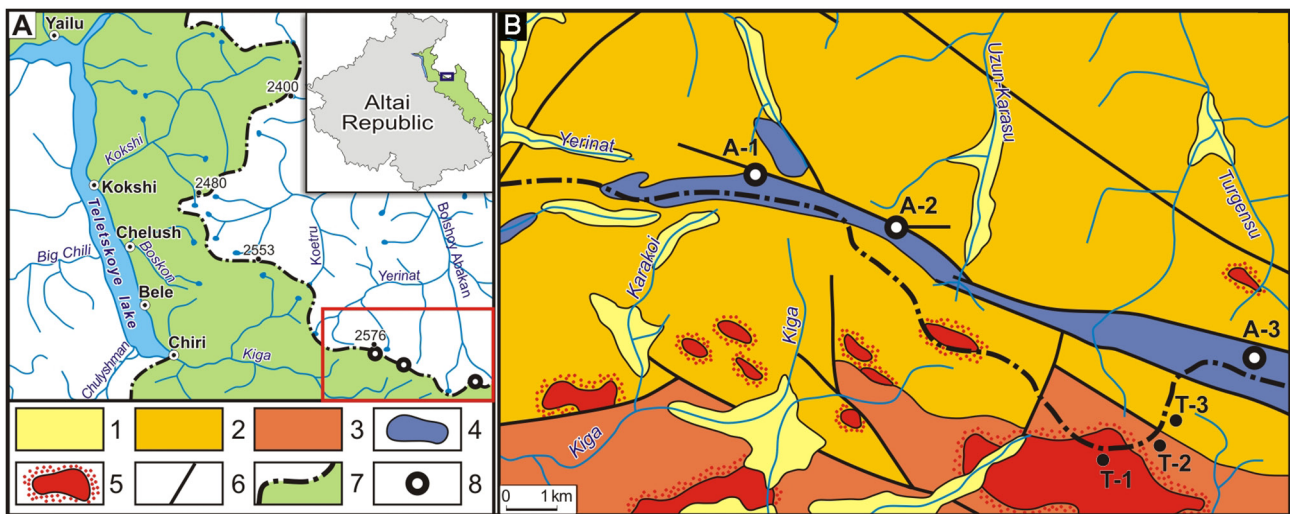 A
Yailu
2400
Altai
Republic
Kokshi
Kokshi
2480
Teletskoye lake
Chelush
Big Chili
Boskon
2553
Koetru
Bolshoy Abakan
Yerinat
Bele
2576
Chiri
Kiga
Chulyshman
1
2
3
4
5
6
7
8
B
Yerinat
A-1
Uzun-Karasu
A-2
Turgensu
Karakoi
Kiga
A-3
T-3
T-2
T-1
Kiga
0 1 km